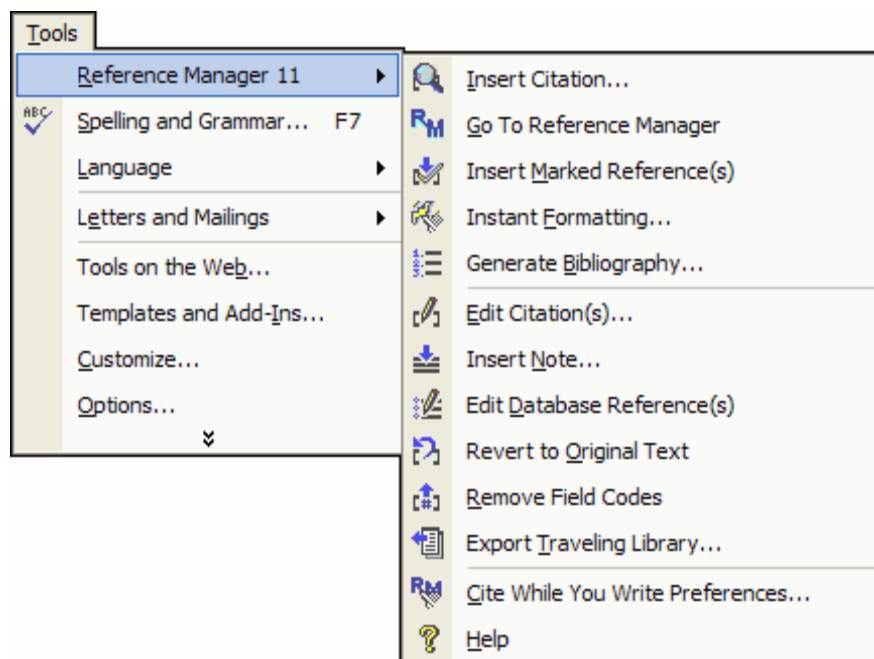 Tools
Reference Manager 11
ABC Spelling and Grammar... F7
Language
Letters and Mailings
Tools on the Web...
Templates and Add-Ins...
Customize...
Options...
Insert Citation...
RM Go To Reference Manager
Insert Marked Reference(s)
Instant Formatting...
Generate Bibliography...
Edit Citation(s)...
Insert Note...
Edit Database Reference(s)
Revert to Original Text
Remove Field Codes
Export Traveling Library...
RM Cite While You Write Preferences...
Help